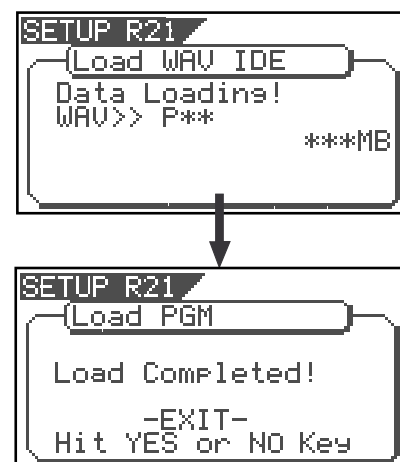 SETUP R21
Load WAV IDE
Data Loading!
WAV>> P**
***MB
SETUP R21
Load PGM
Load Completed!
-EXIT-
Hit YES or NO Key